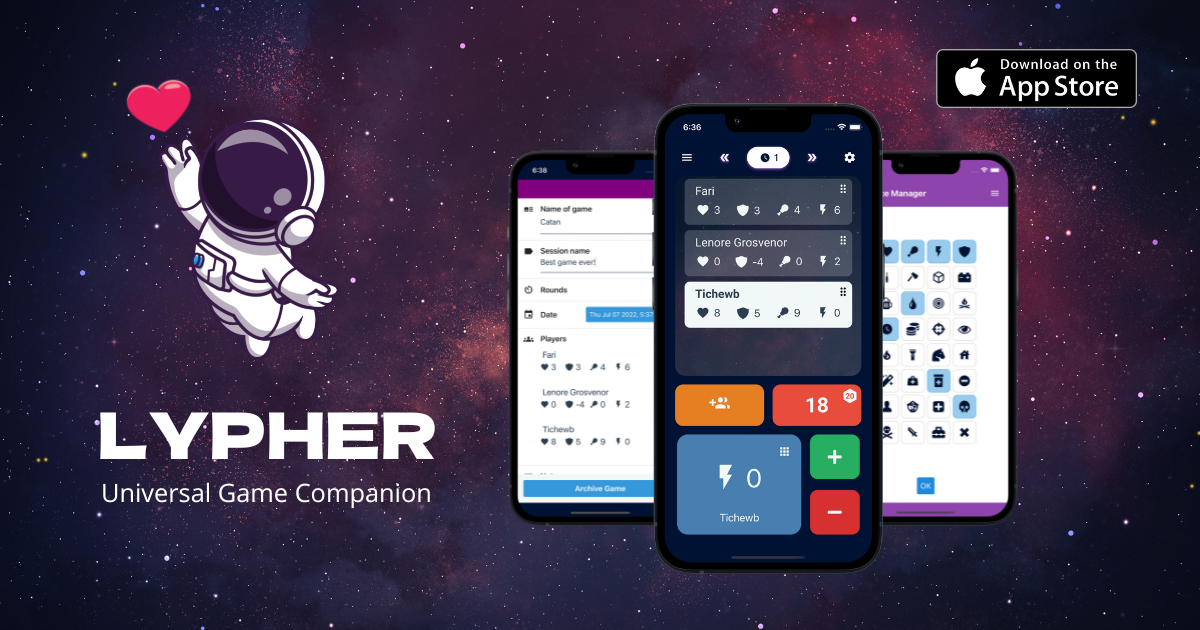 LYPHER
Universal Game Companion
Download on the
App Store
6:38
Name of game
Catan
Session name
Best game ever!
Rounds
Date
Thu Jul 07 2022,
Players
Fari
3 3 4 6
Lenore Grosvenor
0 -4 0 2
Tichewb
8 5 9 0
Archive Game
6:36
1
Fari
3 3 4 6
Lenore Grosvenor
0 -4 0 2
Tichewb
8 5 9 0
18 20
0
Tichewb
Manager
OK